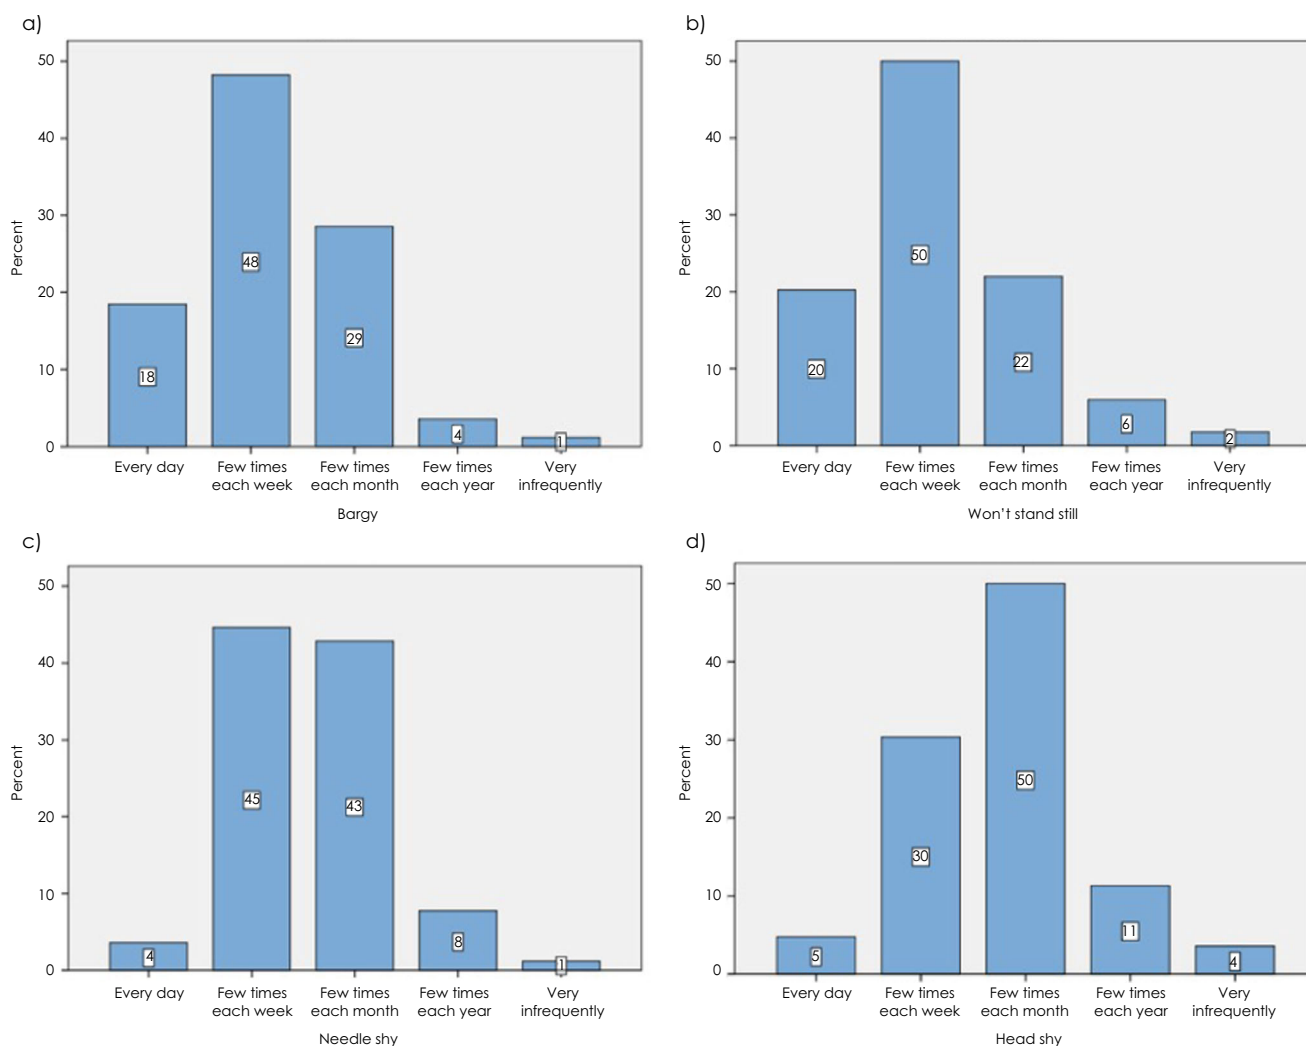 a)
50
40
30
20
10
0
Percent
18
48
29
4
1
Every day
Few times
each week
Few times
each month
Few times
each year
Very
infrequently
Bargy
b)
50
40
30
20
10
0
Percent
20
50
22
6
2
Every day
Few times
each week
Few times
each month
Few times
each year
Very
infrequently
Won't stand still
c)
50
40
30
20
10
0
Percent
4
45
43
8
1
Every day
Few times
each week
Few times
each month
Few times
each year
Very
infrequently
Needle shy
d)
50
40
30
20
10
0
Percent
5
30
50
11
4
Every day
Few times
each week
Few times
each month
Few times
each year
Very
infrequently
Head shy